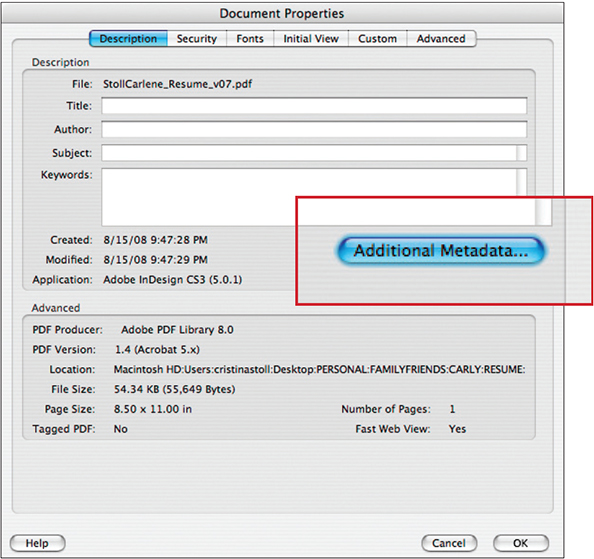 Document Properties
Description Security Fonts Initial View Custom Advanced
Description
File: StollCarlene_Resume_v07.pdf
Title:
Author:
Subject:
Keywords:
Additional Metadata...
Created: 8/15/08 9:47:28 PM
Modified: 8/15/08 9:47:29 PM
Application: Adobe InDesign CS3 (5.0.1)
Advanced
PDF Producer: Adobe PDF Library 8.0
PDF Version: 1.4 (Acrobat 5.x)
Location: Macintosh HD:Users:cristinastoll:Desktop:PERSONAL:FAMILYFRIENDS:CARLY:RESUME:
File Size: 54.34 KB (55,649 Bytes)
Page Size: 8.50 x 11.00 in Number of Pages: 1
Tagged PDF: No Fast Web View: Yes
Help Cancel OK